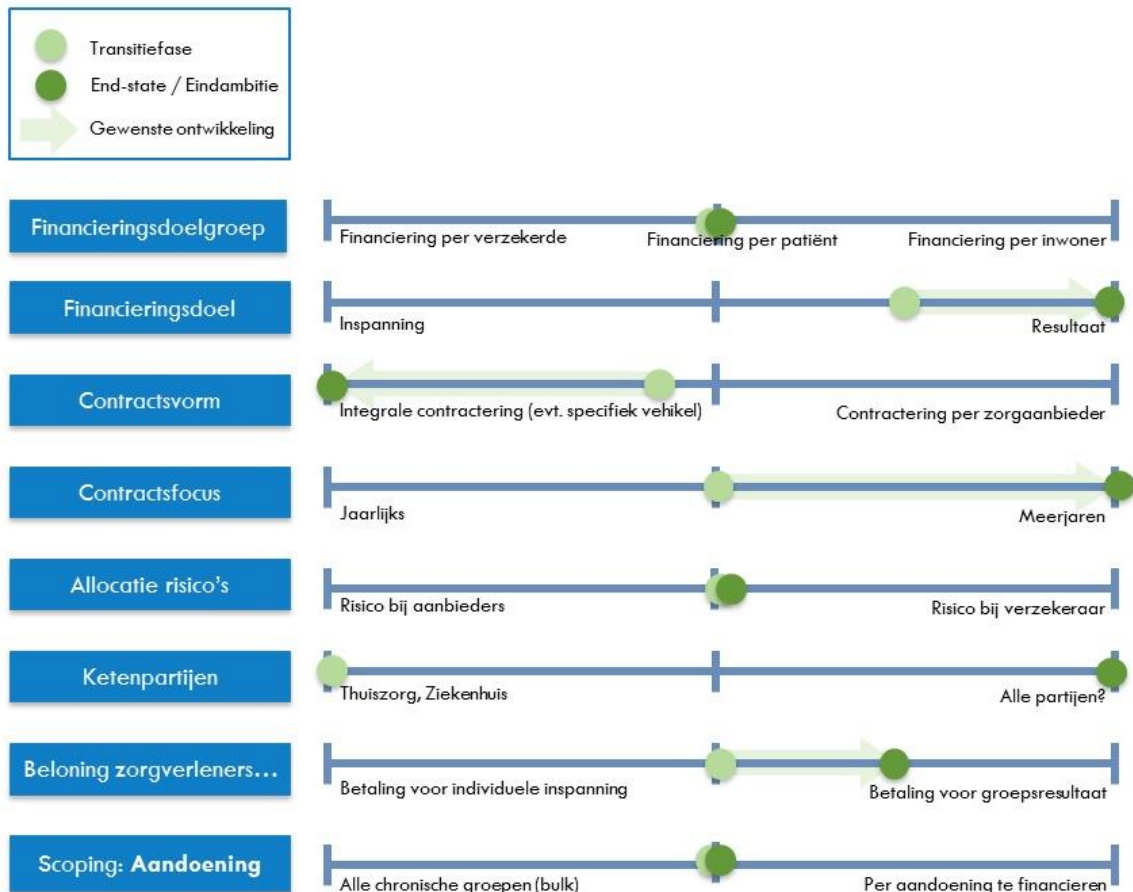 Transitiefase
End-state / Eindambitie
Gewenste ontwikkeling
Financieringsdoelgroep
Financiering per verzekerde
Financiering per patiënt
Financiering per inwoner
Financieringsdoel
Inspanning
Resultaat
Contractsvorm
Integrale contractering (evt. specifiek vehikel)
Contractering per zorgaanbieder
Contractsfocus
Jaarlijks
Meerjaren
Allocatie risico's
Risico bij aanbieders
Risico bij verzekeraar
Ketenpartijen
Thuiszorg, Ziekenhuis
Alle partijen?
Beloning zorgverleners...
Betaling voor individuele inspanning
Betaling voor groepsresultaat
Scoping: Aandoening
Alle chronische groepen (bulk)
Per aandoening te financieren